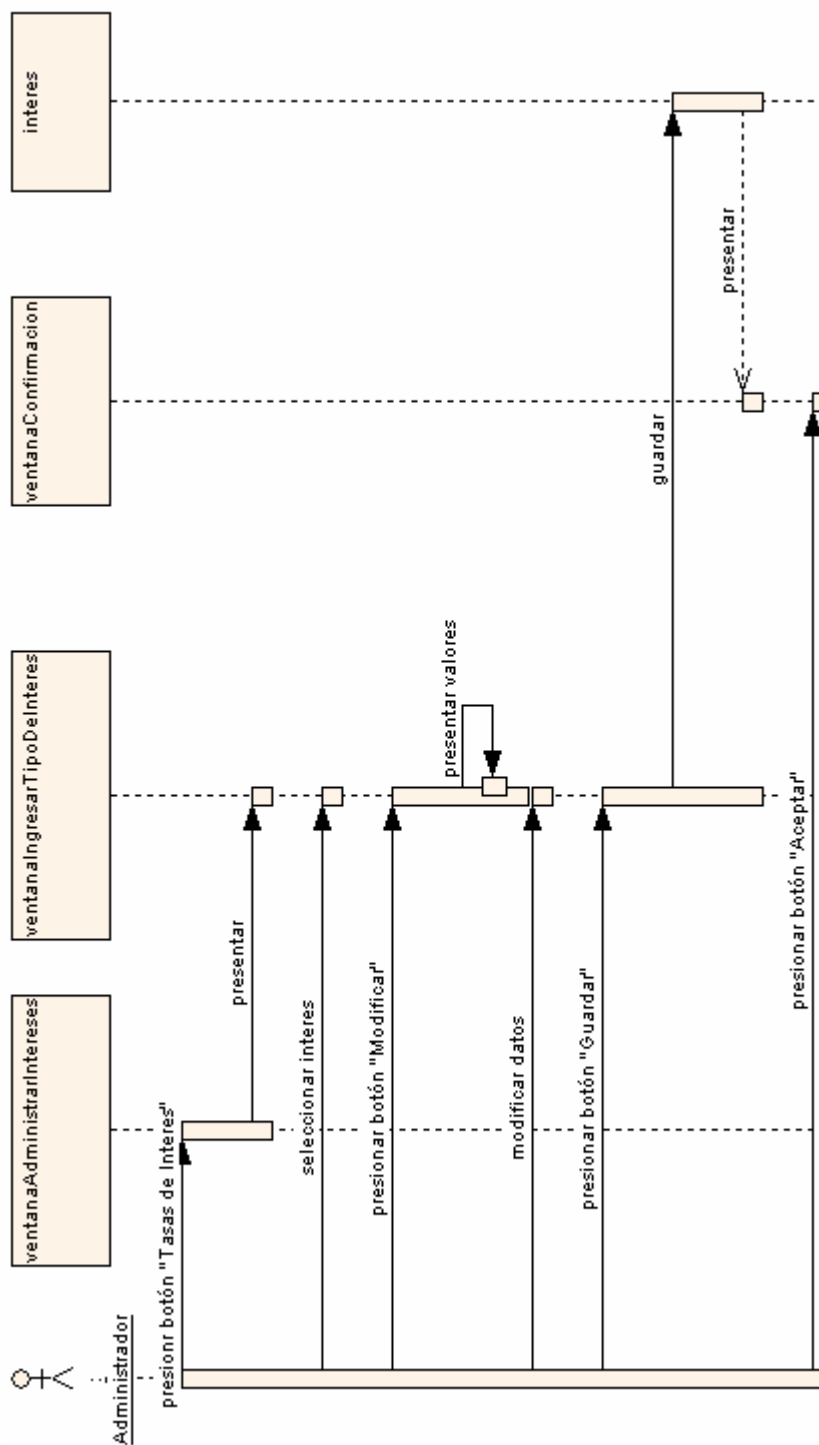 Administrador
ventanaAdministrarIntereses
ventanaIngresarTipoDeInteres
ventanaConfirmacion
interes
presionr botón "Tasas de Interes"
presentar
seleccionar interes
presionar botón "Modificar"
presentar valores
modificar datos
presionar botón "Guardar"
guardar
presentar
presionar botón "Aceptar"